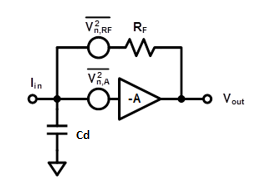 V²n,RF RF
Iin V²n,A
-A Vout
Cd